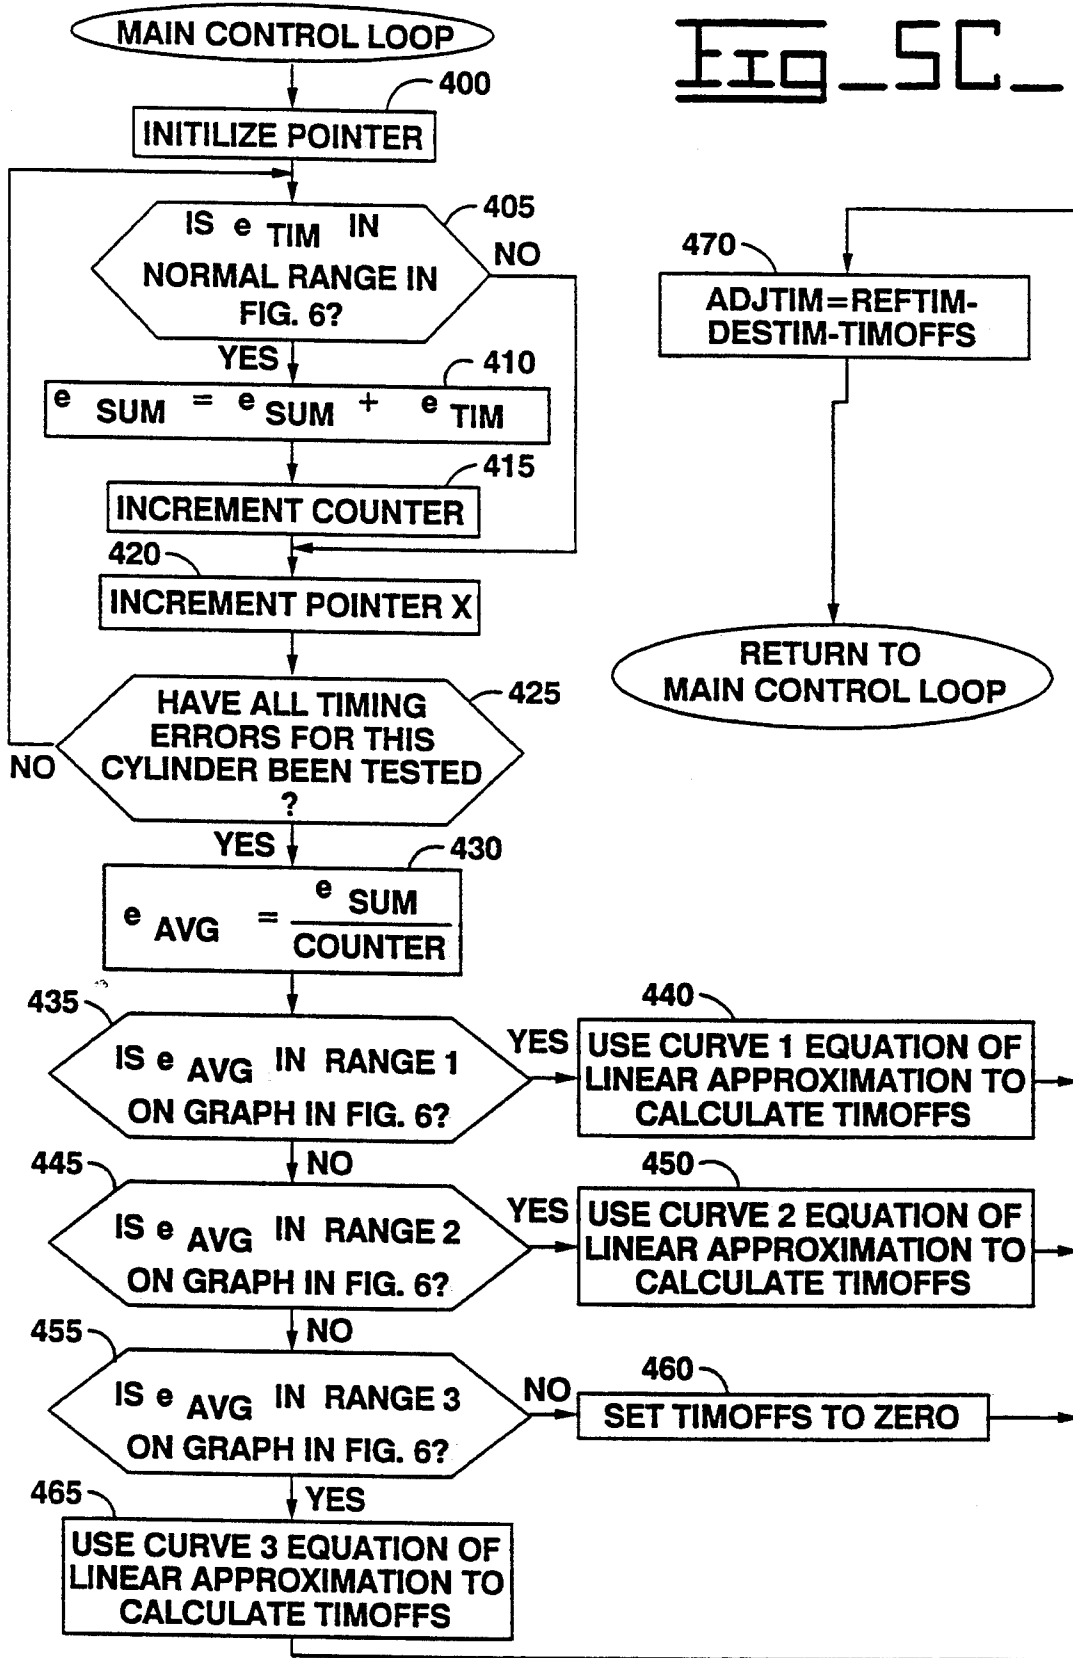 Fig_5C_
MAIN CONTROL LOOP
400
INITILIZE POINTER
405
IS e TIM IN
NORMAL RANGE IN
FIG. 6?
NO
YES
410
e SUM = e SUM + e TIM
415
INCREMENT COUNTER
420
INCREMENT POINTER X
425
HAVE ALL TIMING
ERRORS FOR THIS
CYLINDER BEEN TESTED
?
NO
YES
430
e AVG = e SUM
COUNTER
435
IS e AVG IN RANGE 1
ON GRAPH IN FIG. 6?
YES
440
USE CURVE 1 EQUATION OF
LINEAR APPROXIMATION TO
CALCULATE TIMOFFS
NO
445
IS e AVG IN RANGE 2
ON GRAPH IN FIG. 6?
YES
450
USE CURVE 2 EQUATION OF
LINEAR APPROXIMATION TO
CALCULATE TIMOFFS
NO
455
IS e AVG IN RANGE 3
ON GRAPH IN FIG. 6?
NO
460
SET TIMOFFS TO ZERO
YES
465
USE CURVE 3 EQUATION OF
LINEAR APPROXIMATION TO
CALCULATE TIMOFFS
470
ADJTIM=REFTIM-
DESTIM-TIMOFFS
RETURN TO
MAIN CONTROL LOOP